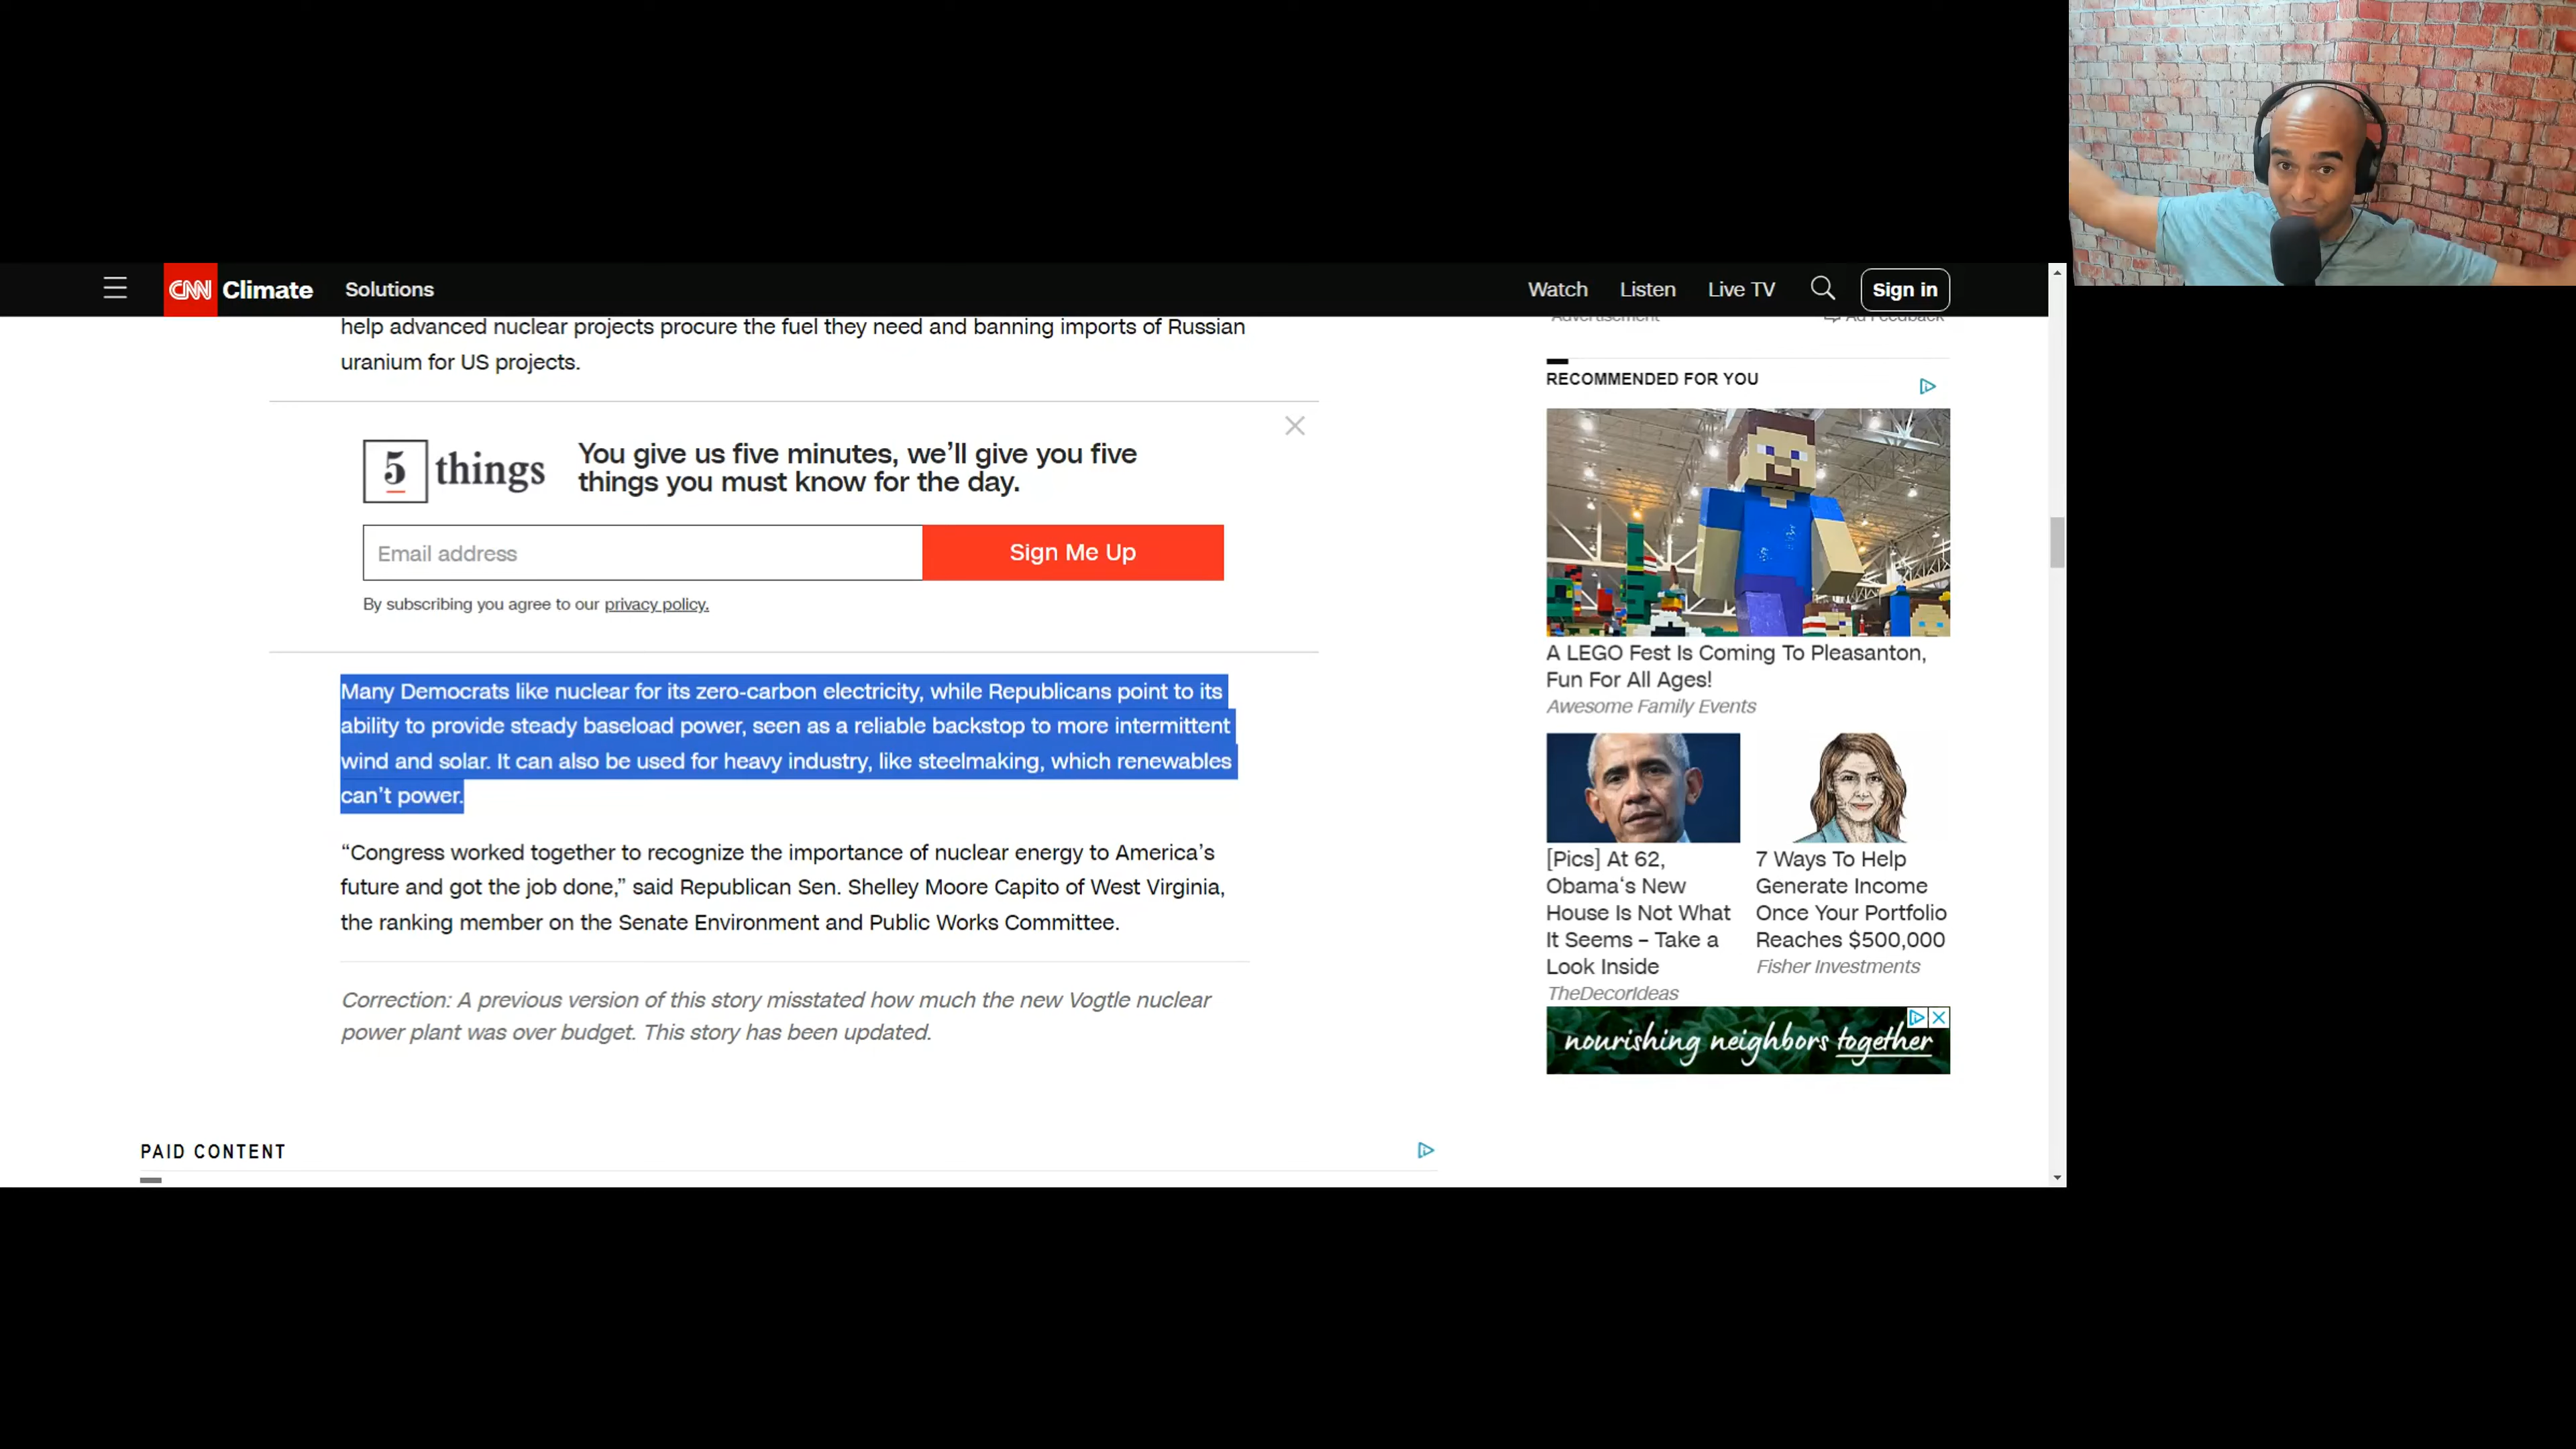 CNN Climate Solutions
Watch Listen Live TV Sign in
help advanced nuclear projects procure the fuel they need and banning imports of Russian
uranium for US projects.
5 things
You give us five minutes, we’ll give you five
things you must know for the day.
Email address
Sign Me Up
By subscribing you agree to our privacy policy.
Many Democrats like nuclear for its zero-carbon electricity, while Republicans point to its
ability to provide steady baseload power, seen as a reliable backstop to more intermittent
wind and solar. It can also be used for heavy industry, like steelmaking, which renewables
can’t power.
“Congress worked together to recognize the importance of nuclear energy to America’s
future and got the job done,” said Republican Sen. Shelley Moore Capito of West Virginia,
the ranking member on the Senate Environment and Public Works Committee.
Correction: A previous version of this story misstated how much the new Vogtle nuclear
power plant was over budget. This story has been updated.
PAID CONTENT
Advertisement
Ad Feedback
RECOMMENDED FOR YOU
A LEGO Fest Is Coming To Pleasanton,
Fun For All Ages!
Awesome Family Events
[Pics] At 62,
Obama‘s New
House Is Not What
It Seems – Take a
Look Inside
TheDecorIdeas
7 Ways To Help
Generate Income
Once Your Portfolio
Reaches $500,000
Fisher Investments
nourishing neighbors together